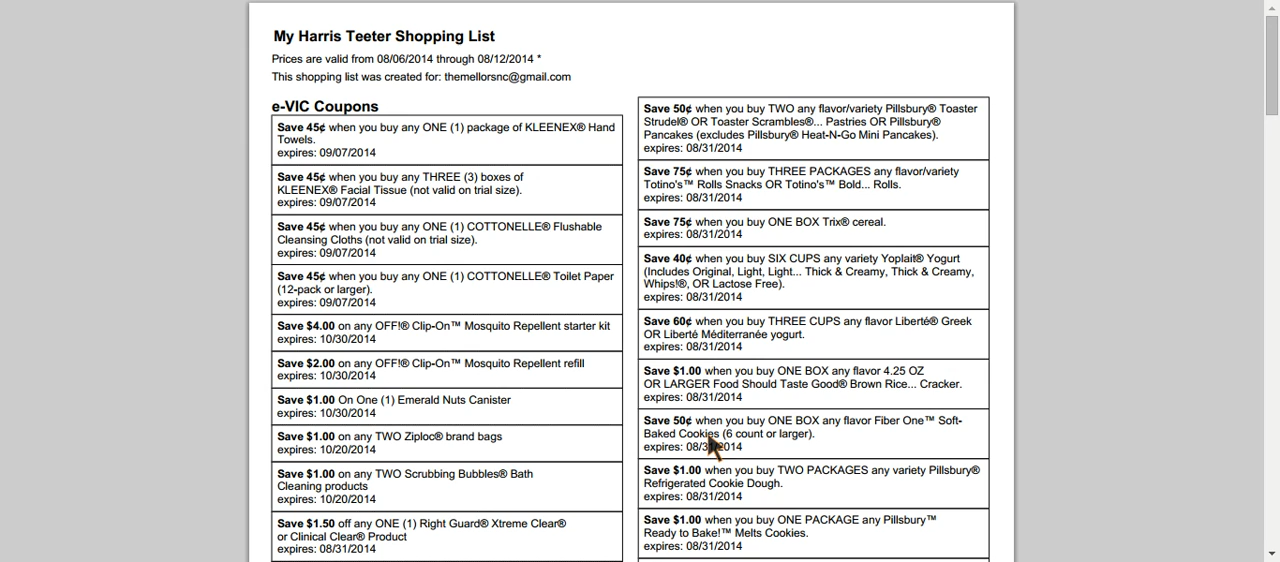 My Harris Teeter Shopping List
Prices are valid from 08/06/2014 through 08/12/2014 *
This shopping list was created for: themellorsnc@gmail.com
e-VIC Coupons
Save 45¢ when you buy any ONE (1) package of KLEENEX® Hand
Towels.
expires: 09/07/2014
Save 45¢ when you buy any THREE (3) boxes of
KLEENEX® Facial Tissue (not valid on trial size).
expires: 09/07/2014
Save 45¢ when you buy any ONE (1) COTTONELLE® Flushable
Cleansing Cloths (not valid on trial size).
expires: 09/07/2014
Save 45¢ when you buy any ONE (1) COTTONELLE® Toilet Paper
(12-pack or larger).
expires: 09/07/2014
Save $4.00 on any OFF!® Clip-On™ Mosquito Repellent starter kit
expires: 10/30/2014
Save $2.00 on any OFF!® Clip-On™ Mosquito Repellent refill
expires: 10/30/2014
Save $1.00 On One (1) Emerald Nuts Canister
expires: 10/30/2014
Save $1.00 on any TWO Ziploc® brand bags
expires: 10/20/2014
Save $1.00 on any TWO Scrubbing Bubbles® Bath
Cleaning products
expires: 10/20/2014
Save $1.50 off any ONE (1) Right Guard® Xtreme Clear®
or Clinical Clear® Product
expires: 08/31/2014
Save 50¢ when you buy TWO any flavor/variety Pillsbury® Toaster
Strudel® OR Toaster Scrambles®... Pastries OR Pillsbury®
Pancakes (excludes Pillsbury® Heat-N-Go Mini Pancakes).
expires: 08/31/2014
Save 75¢ when you buy THREE PACKAGES any flavor/variety
Totino's™ Rolls Snacks OR Totino's™ Bold... Rolls.
expires: 08/31/2014
Save 75¢ when you buy ONE BOX Trix® cereal.
expires: 08/31/2014
Save 40¢ when you buy SIX CUPS any variety Yoplait® Yogurt
(Includes Original, Light, Light... Thick & Creamy, Thick & Creamy,
Whips!®, OR Lactose Free).
expires: 08/31/2014
Save 60¢ when you buy THREE CUPS any flavor Liberté® Greek
OR Liberté Méditerranée yogurt.
expires: 08/31/2014
Save $1.00 when you buy ONE BOX any flavor 4.25 OZ
OR LARGER Food Should Taste Good® Brown Rice... Cracker.
expires: 08/31/2014
Save 50¢ when you buy ONE BOX any flavor Fiber One™ Soft-
Baked Cookies (6 count or larger).
expires: 08/31/2014
Save $1.00 when you buy TWO PACKAGES any variety Pillsbury®
Refrigerated Cookie Dough.
expires: 08/31/2014
Save $1.00 when you buy ONE PACKAGE any Pillsbury™
Ready to Bake!™ Melts Cookies.
expires: 08/31/2014